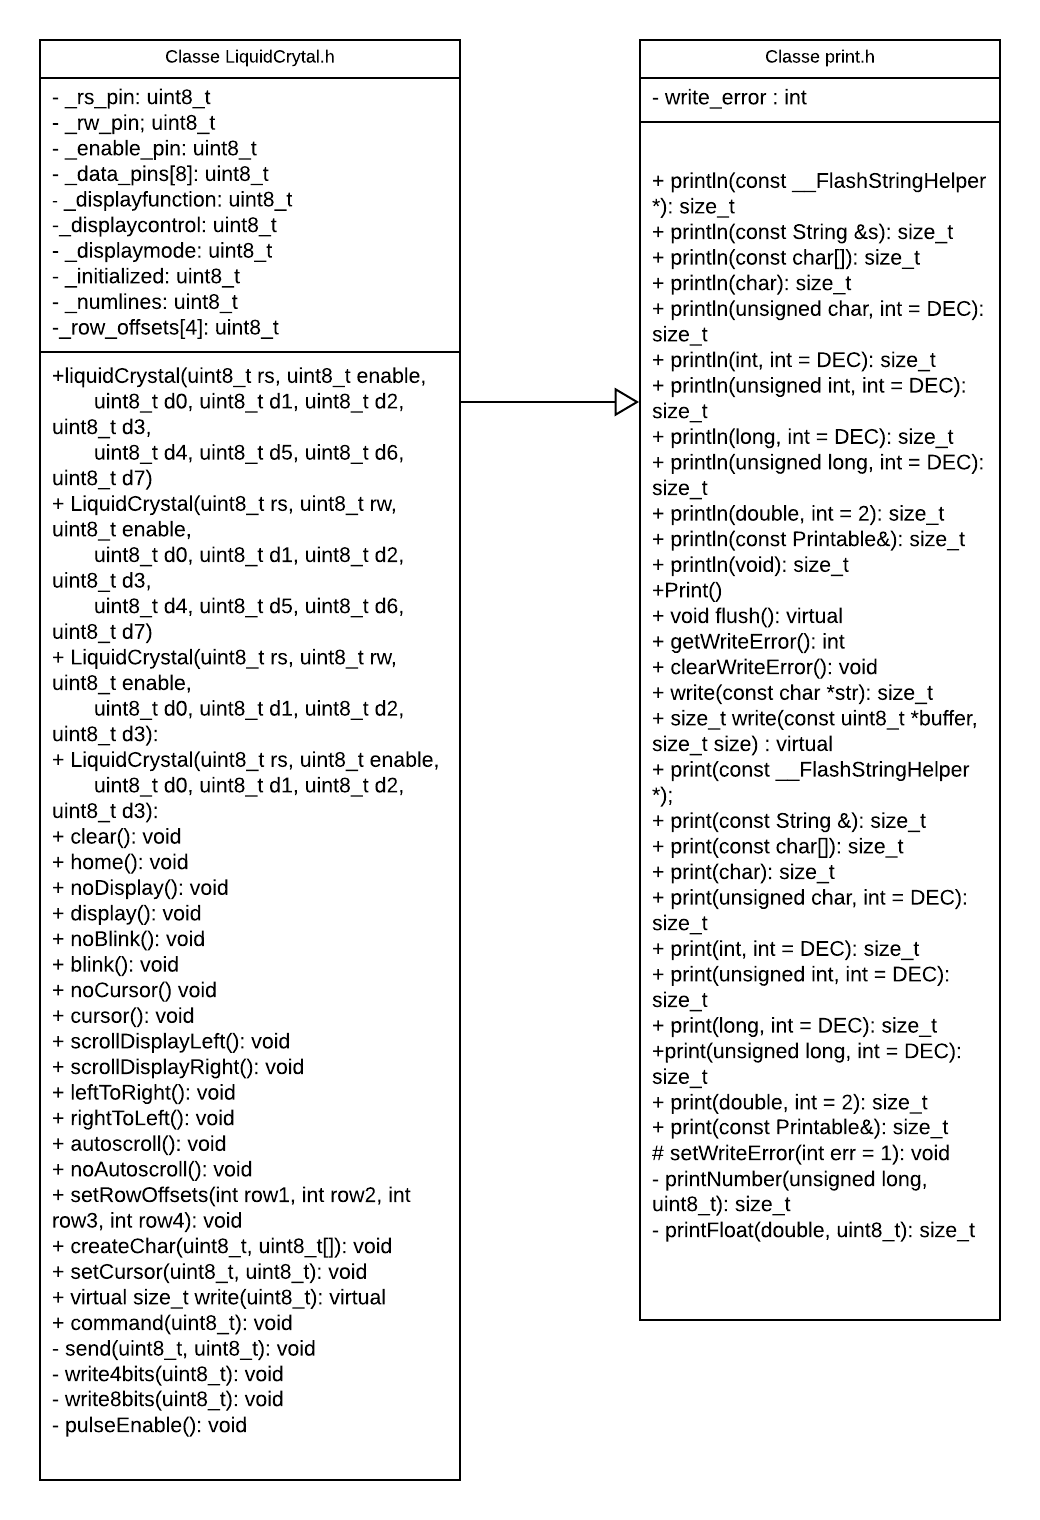 Classe LiquidCrytal.h
- _rs_pin: uint8_t
- _rw_pin; uint8_t
- _enable_pin: uint8_t
- _data_pins[8]: uint8_t
- _displayfunction: uint8_t
-_displaycontrol: uint8_t
- _displaymode: uint8_t
- _initialized: uint8_t
- _numlines: uint8_t
-_row_offsets[4]: uint8_t
+liquidCrystal(uint8_t rs, uint8_t enable,
uint8_t d0, uint8_t d1, uint8_t d2,
uint8_t d3,
uint8_t d4, uint8_t d5, uint8_t d6,
uint8_t d7)
+ LiquidCrystal(uint8_t rs, uint8_t rw,
uint8_t enable,
uint8_t d0, uint8_t d1, uint8_t d2,
uint8_t d3,
uint8_t d4, uint8_t d5, uint8_t d6,
uint8_t d7)
+ LiquidCrystal(uint8_t rs, uint8_t rw,
uint8_t enable,
uint8_t d0, uint8_t d1, uint8_t d2,
uint8_t d3):
+ LiquidCrystal(uint8_t rs, uint8_t enable,
uint8_t d0, uint8_t d1, uint8_t d2,
uint8_t d3):
+ clear(): void
+ home(): void
+ noDisplay(): void
+ display(): void
+ noBlink(): void
+ blink(): void
+ noCursor() void
+ cursor(): void
+ scrollDisplayLeft(): void
+ scrollDisplayRight(): void
+ leftToRight(): void
+ rightToLeft(): void
+ autoscroll(): void
+ noAutoscroll(): void
+ setRowOffsets(int row1, int row2, int
row3, int row4): void
+ createChar(uint8_t, uint8_t[]): void
+ setCursor(uint8_t, uint8_t): void
+ virtual size_t write(uint8_t): virtual
+ command(uint8_t): void
- send(uint8_t, uint8_t): void
- write4bits(uint8_t): void
- write8bits(uint8_t): void
- pulseEnable(): void
Classe print.h
- write_error : int
+ println(const __FlashStringHelper
*): size_t
+ println(const String &s): size_t
+ println(const char[]): size_t
+ println(char): size_t
+ println(unsigned char, int = DEC):
size_t
+ println(int, int = DEC): size_t
+ println(unsigned int, int = DEC):
size_t
+ println(long, int = DEC): size_t
+ println(unsigned long, int = DEC):
size_t
+ println(double, int = 2): size_t
+ println(const Printable&): size_t
+ println(void): size_t
+Print()
+ void flush(): virtual
+ getWriteError(): int
+ clearWriteError(): void
+ write(const char *str): size_t
+ size_t write(const uint8_t *buffer,
size_t size) : virtual
+ print(const __FlashStringHelper
*);
+ print(const String &): size_t
+ print(const char[]): size_t
+ print(char): size_t
+ print(unsigned char, int = DEC):
size_t
+ print(int, int = DEC): size_t
+ print(unsigned int, int = DEC):
size_t
+ print(long, int = DEC): size_t
+print(unsigned long, int = DEC):
size_t
+ print(double, int = 2): size_t
+ print(const Printable&): size_t
# setWriteError(int err = 1): void
- printNumber(unsigned long,
uint8_t): size_t
- printFloat(double, uint8_t): size_t